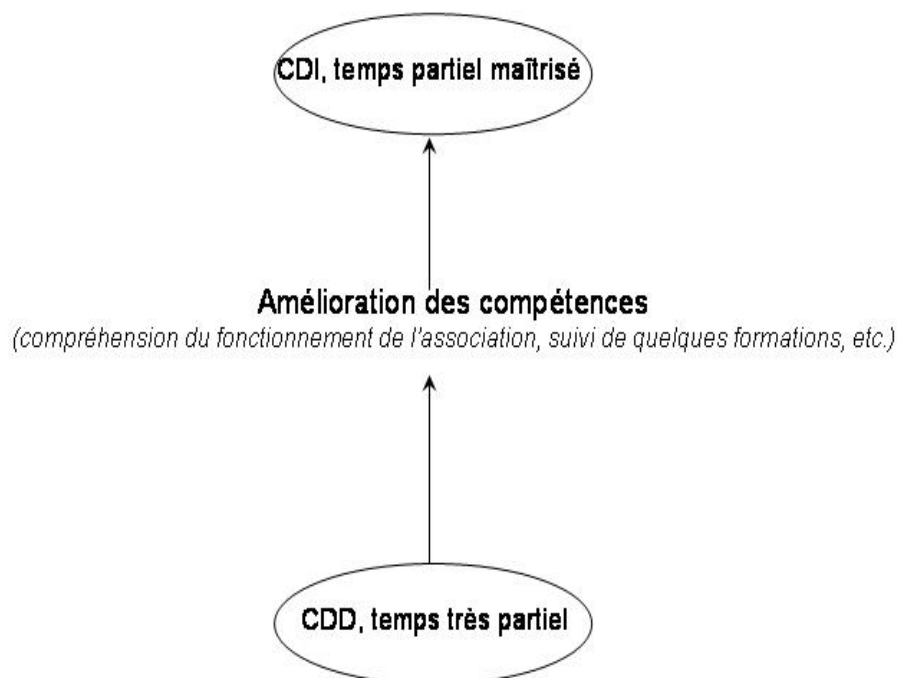 CDI, temps partiel maîtrisé
Amélioration des compétences
(compréhension du fonctionnement de l'association, suivi de quelques formations, etc.)
CDD, temps très partiel